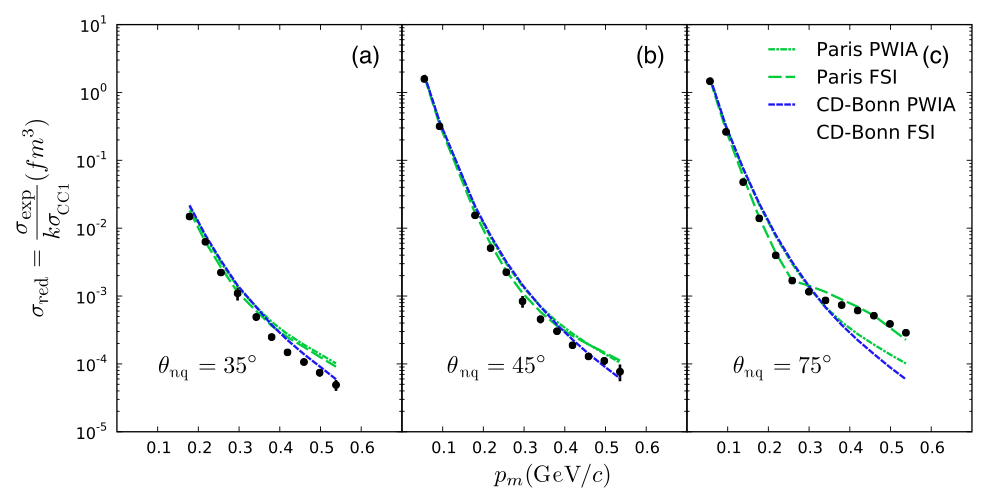 (a)
(b)
(c)
Paris PWIA
Paris FSI
CD-Bonn PWIA
CD-Bonn FSI
10^1
10^0
10^-1
10^-2
10^-3
10^-4
10^-5
σ_red = σ_exp / kσ_CC1 (fm^3)
θ_nq = 35°
θ_nq = 45°
θ_nq = 75°
0.1 0.2 0.3 0.4 0.5 0.6
0.1 0.2 0.3 0.4 0.5 0.6
0.1 0.2 0.3 0.4 0.5 0.6
p_m(GeV/c)